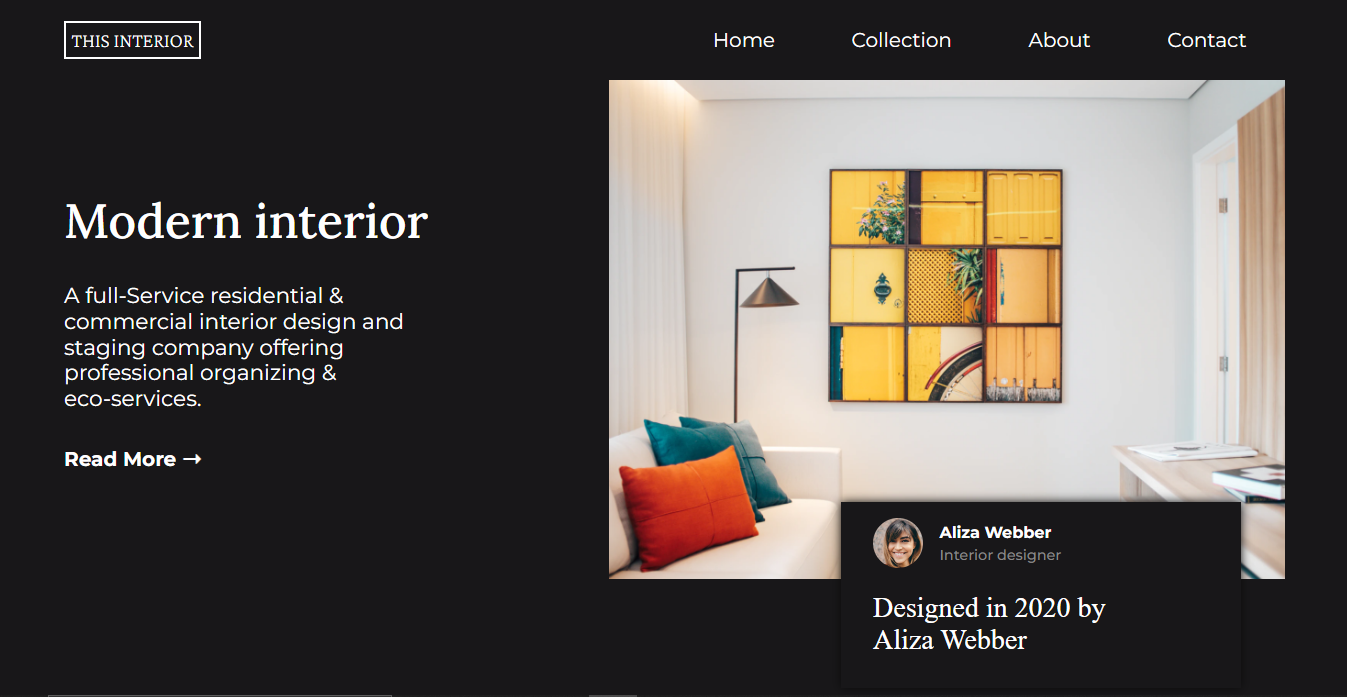 THIS INTERIOR
Home Collection About Contact
Modern interior
A full-Service residential &
commercial interior design and
staging company offering
professional organizing &
eco-services.
Read More →
Aliza Webber
Interior designer
Designed in 2020 by
Aliza Webber